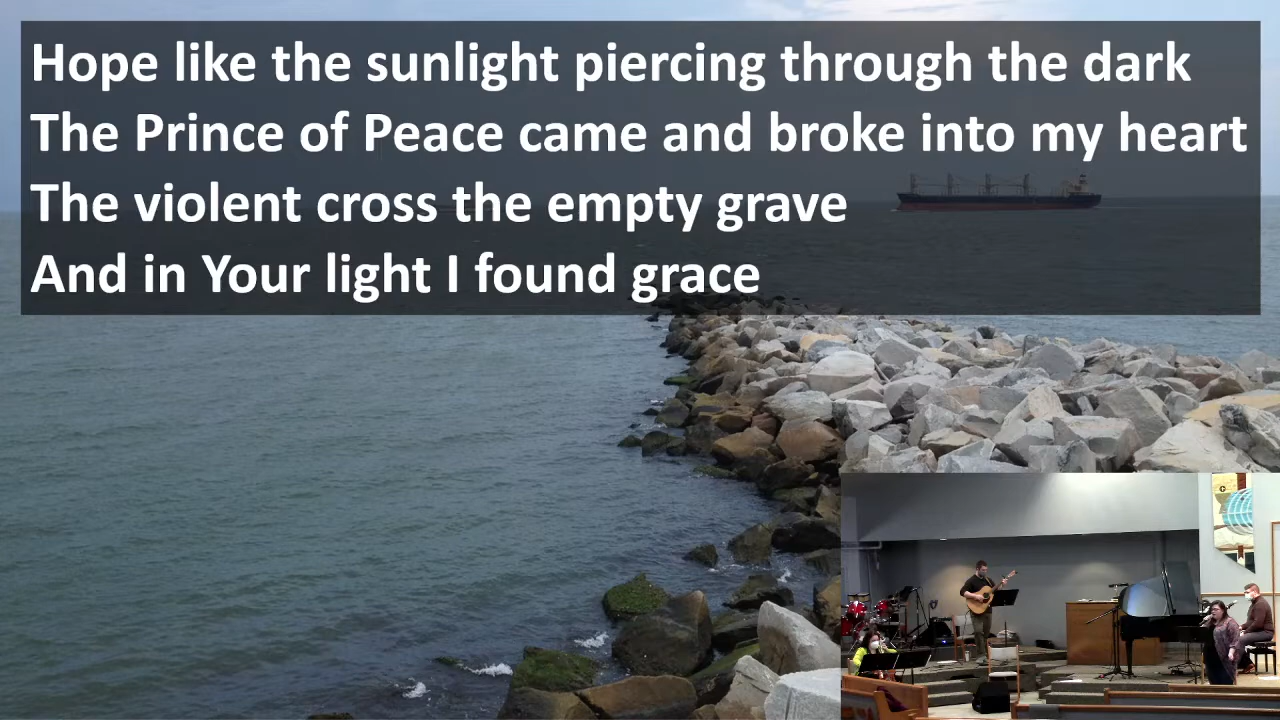 Hope like the sunlight piercing through the dark
The Prince of Peace came and broke into my heart
The violent cross the empty grave
And in Your light I found grace